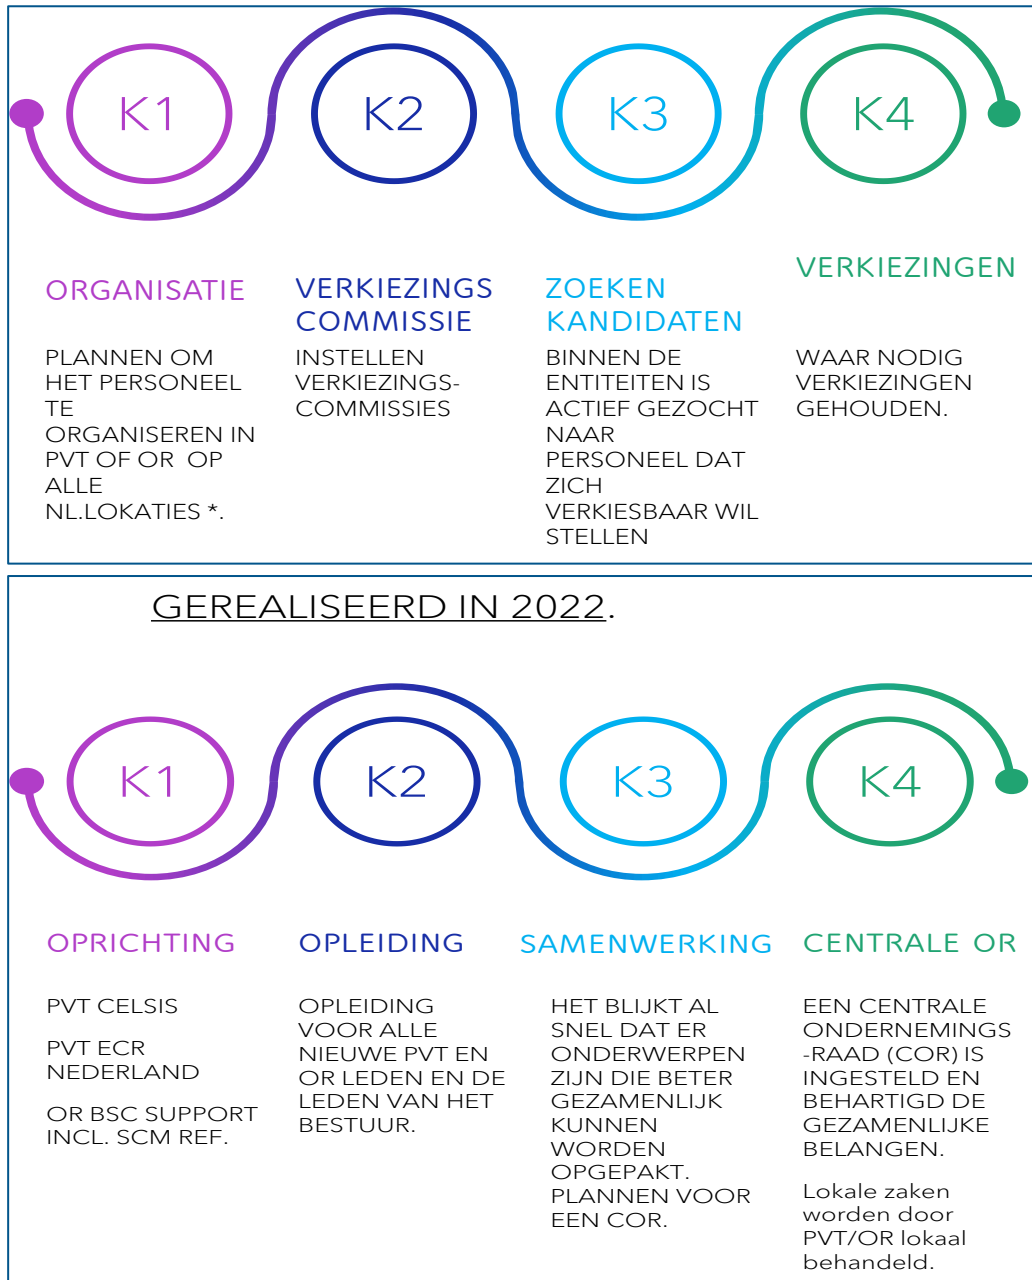 K1
K2
K3
K4
ORGANISATIE
PLANNEN OM
HET PERSONEEL
TE
ORGANISEREN IN
PVT OF OR OP
ALLE
NL.LOKATIES *.
VERKIEZINGS
COMMISSIE
INSTELLEN
VERKIEZINGS-
COMMISSIES
ZOEKEN
KANDIDATEN
BINNEN DE
ENTITEITEN IS
ACTIEF GEZOCHT
NAAR
PERSONEEL DAT
ZICH
VERKIESBAAR WIL
STELLEN
VERKIEZINGEN
WAAR NODIG
VERKIEZINGEN
GEHOUDEN.
GEREALISEERD IN 2022.
K1
K2
K3
K4
OPRICHTING
PVT CELSIS
PVT ECR
NEDERLAND
OR BSC SUPPORT
INCL. SCM REF.
OPLEIDING
OPLEIDING
VOOR ALLE
NIEUWE PVT EN
OR LEDEN EN DE
LEDEN VAN HET
BESTUUR.
SAMENWERKING
HET BLIJKT AL
SNEL DAT ER
ONDERWERPEN
ZIJN DIE BETER
GEZAMENLIJK
KUNNEN
WORDEN
OPGEPAKT.
PLANNEN VOOR
EEN COR.
CENTRALE OR
EEN CENTRALE
ONDERNEMINGS
-RAAD (COR) IS
INGESTELD EN
BEHARTIGD DE
GEZAMENLIJKE
BELANGEN.
Lokale zaken
worden door
PVT/OR lokaal
behandeld.